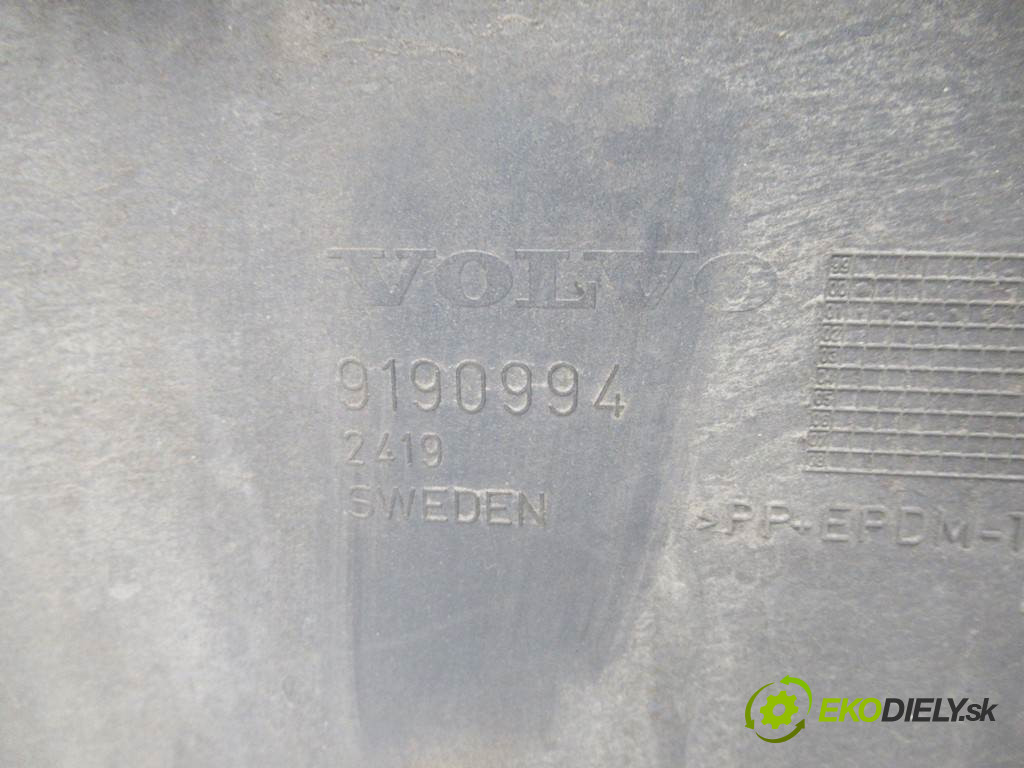 VOLVO
9190994
2419
SWEDEN
>PP+EPDM-T
EKODIELY.sk